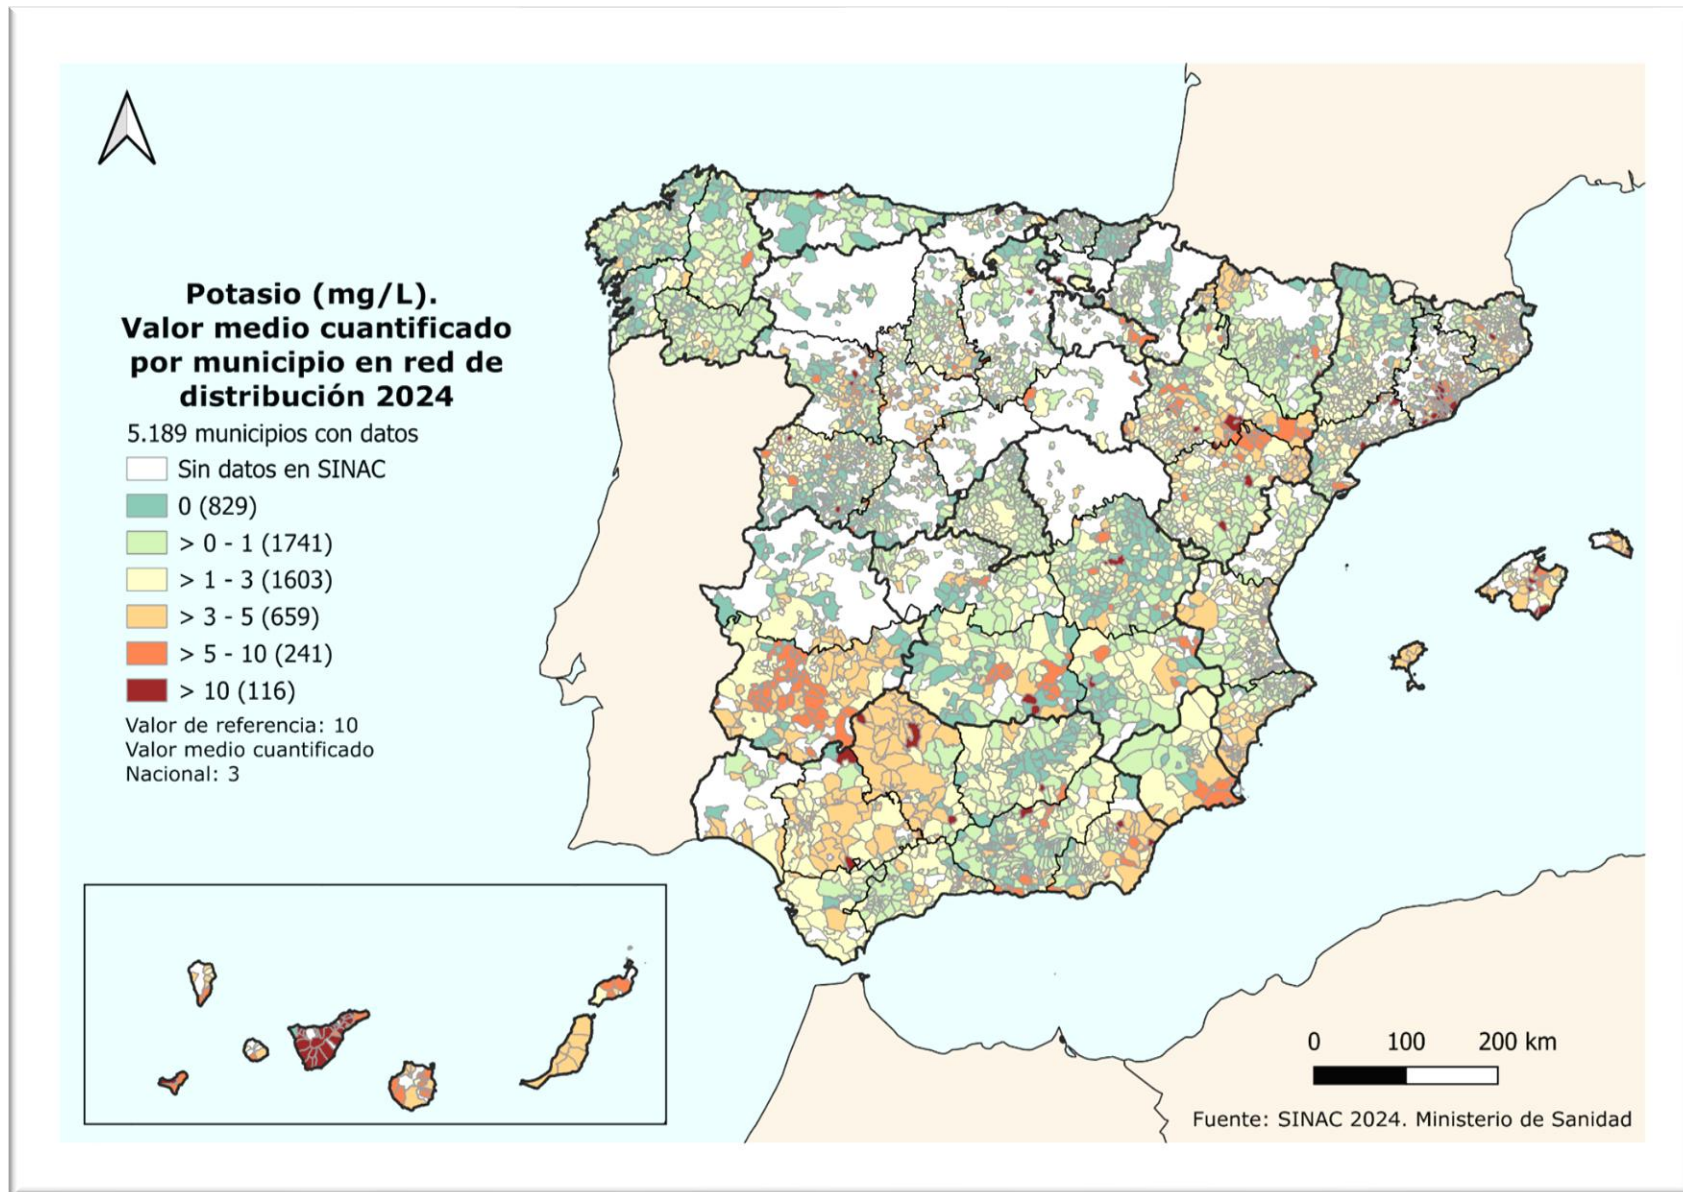 Potasio (mg/L).
Valor medio cuantificado
por municipio en red de
distribución 2024
5.189 municipios con datos
Sin datos en SINAC
0 (829)
> 0 - 1 (1741)
> 1 - 3 (1603)
> 3 - 5 (659)
> 5 - 10 (241)
> 10 (116)
Valor de referencia: 10
Valor medio cuantificado
Nacional: 3
0 100 200 km
Fuente: SINAC 2024. Ministerio de Sanidad